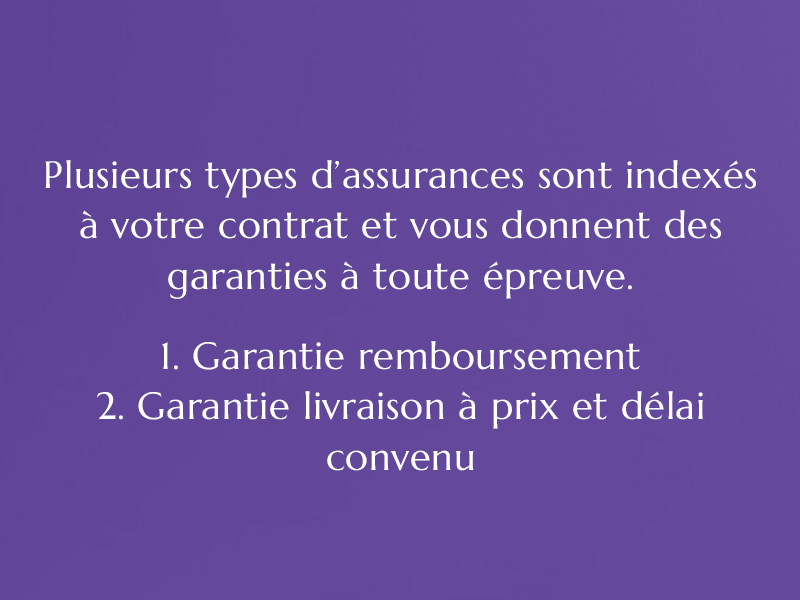 Plusieurs types d’assurances sont indexés
à votre contrat et vous donnent des
garanties à toute épreuve.
1. Garantie remboursement
2. Garantie livraison à prix et délai
convenu